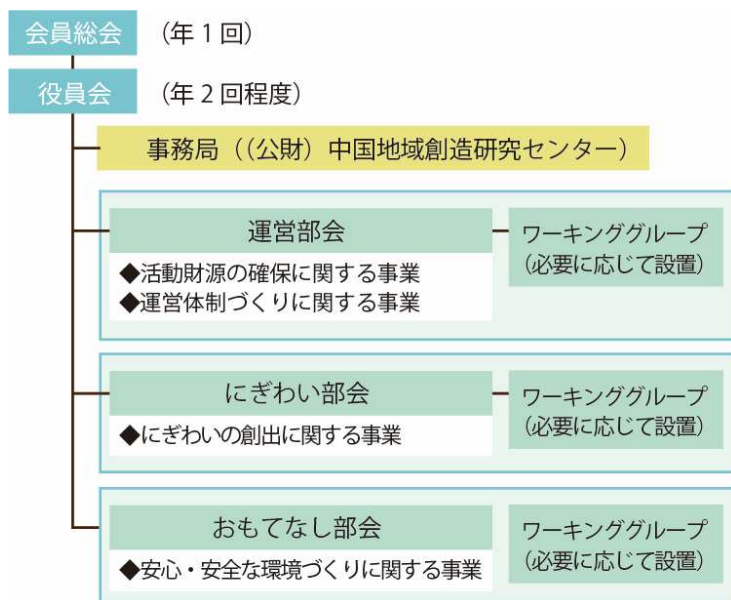 会員総会 (年１回)
役員会 (年２回程度)
事務局（(公財）中国地域創造研究センター）
運営部会
◆活動財源の確保に関する事業
◆運営体制づくりに関する事業
ワーキンググループ
(必要に応じて設置)
にぎわい部会
◆にぎわいの創出に関する事業
ワーキンググループ
(必要に応じて設置)
おもてなし部会
◆安心・安全な環境づくりに関する事業
ワーキンググループ
(必要に応じて設置)